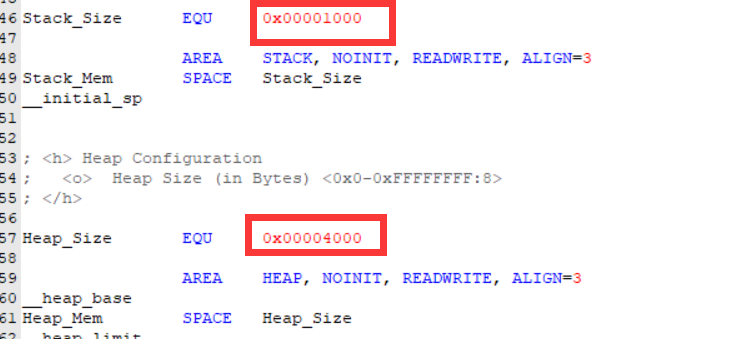 46 Stack_Size EQU 0x00001000
47
48 AREA STACK, NOINIT, READWRITE, ALIGN=3
49 Stack_Mem SPACE Stack_Size
50 __initial_sp
51
52
53 ; <h> Heap Configuration
54 ; <o> Heap Size (in Bytes) <0x0-0xFFFFFFFF:8>
55 ; </h>
56
57 Heap_Size EQU 0x00004000
58
59 AREA HEAP, NOINIT, READWRITE, ALIGN=3
60 __heap_base
61 Heap_Mem SPACE Heap_Size
62 __heap_limit